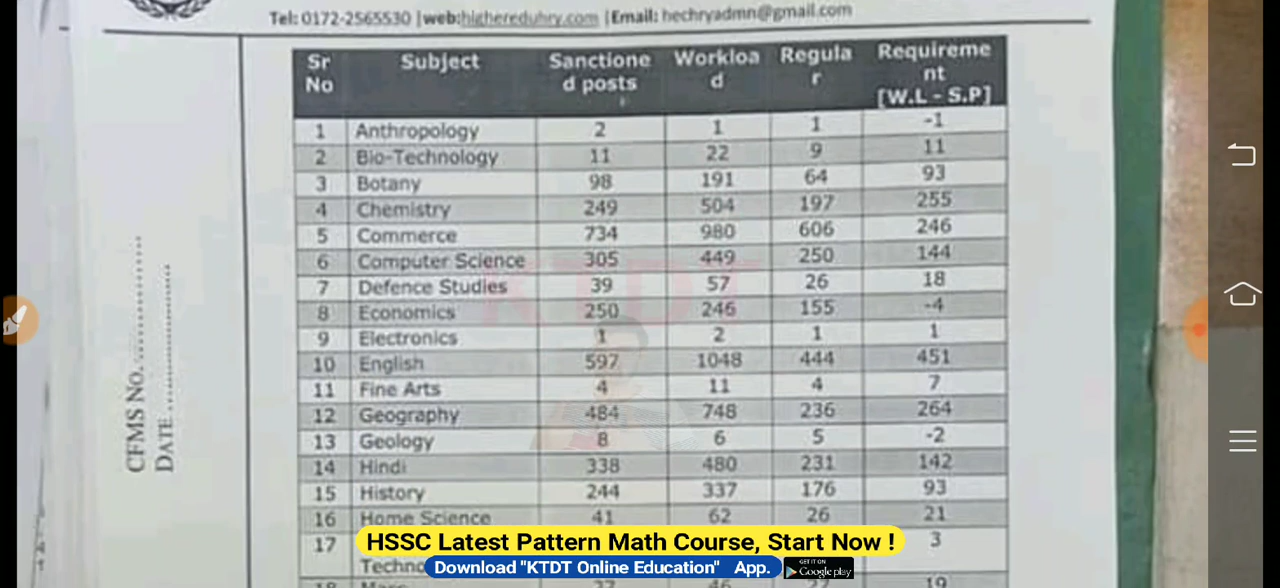 Tel: 0172-2565530 |web:highereduhry.com |Email: hechryadmn@gmail.com
Sr No Subject Sanctioned posts Workload Regular Requirement [W.L - S.P]
1 Anthropology 2 1 1 -1
2 Bio-Technology 11 22 9 11
3 Botany 98 191 64 93
4 Chemistry 249 504 197 255
5 Commerce 734 980 606 246
6 Computer Science 305 449 250 144
7 Defence Studies 39 57 26 18
8 Economics 250 246 155 -4
9 Electronics 1 2 1 1
10 English 597 1048 444 451
11 Fine Arts 4 11 4 7
12 Geography 484 748 236 264
13 Geology 8 6 5 -2
14 Hindi 338 480 231 142
15 History 244 337 176 93
16 Home Science 41 62 26 21
17 3
18 Mass 27 46 19
CFMS No.
DATE
KTDT
HSSC Latest Pattern Math Course, Start Now !
Download "KTDT Online Education" App.
GET IT ON
Google play